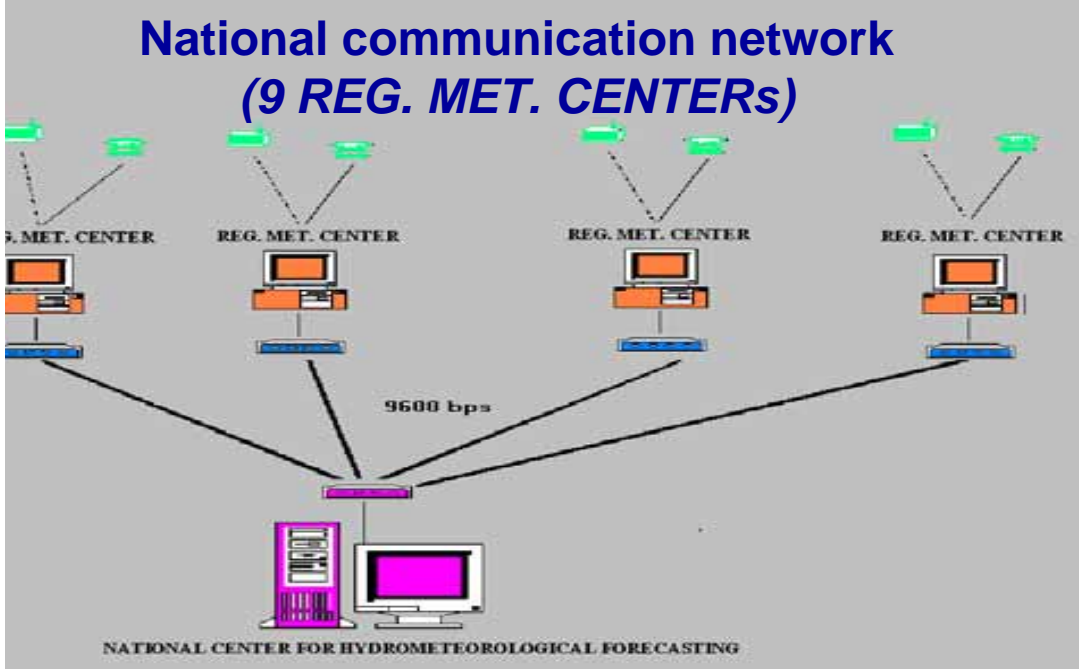 National communication network
(9 REG. MET. CENTERs)
G. MET. CENTER REG. MET. CENTER REG. MET. CENTER REG. MET. CENTER
9600 bps
NATIONAL CENTER FOR HYDROMETEOROLOGICAL FORECASTING